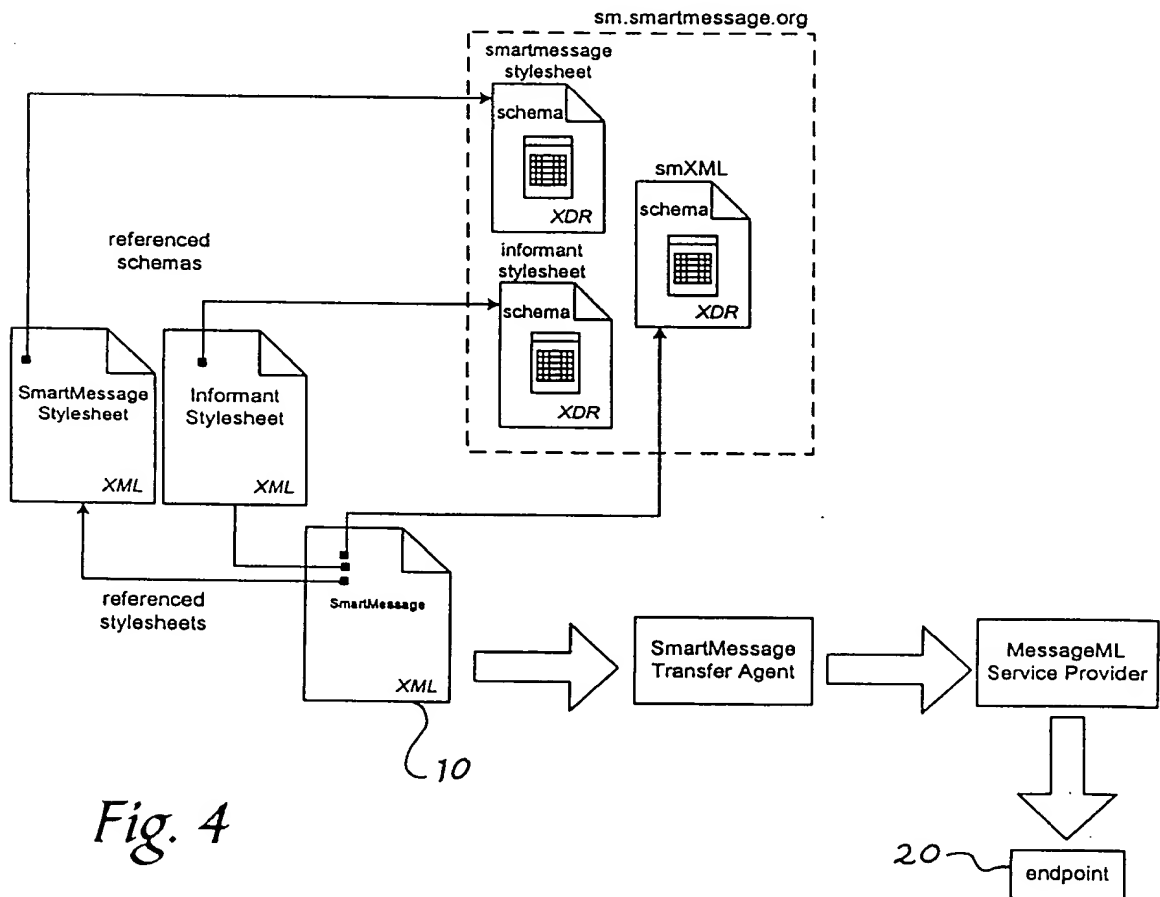 sm.smartmessage.org
smartmessage
stylesheet
schema
XDR
smXML
schema
XDR
informant
stylesheet
schema
XDR
referenced
schemas
SmartMessage
Stylesheet
XML
Informant
Stylesheet
XML
referenced
stylesheets
SmartMessage
XML
10
SmartMessage
Transfer Agent
MessageML
Service Provider
20
endpoint
Fig. 4